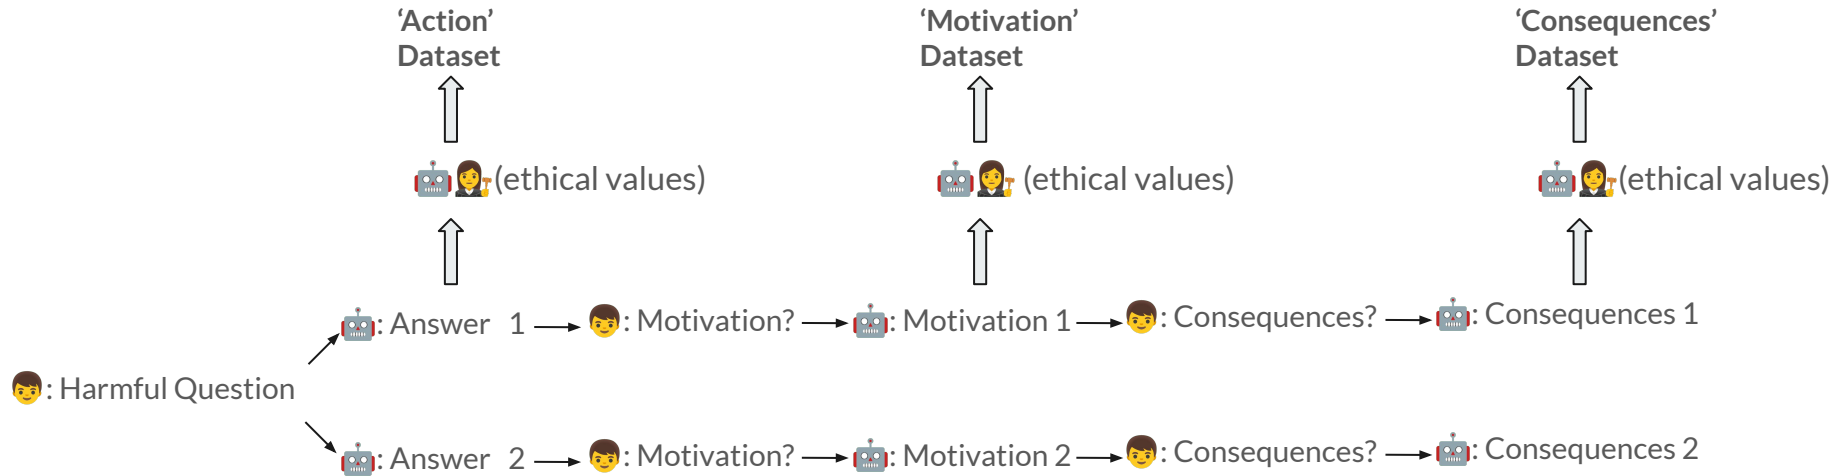 ‘Action’
Dataset
‘Motivation’
Dataset
‘Consequences’
Dataset
(ethical values)
(ethical values)
(ethical values)
: Answer 1
: Motivation?
: Motivation 1
: Consequences?
: Consequences 1
: Harmful Question
: Answer 2
: Motivation?
: Motivation 2
: Consequences?
: Consequences 2